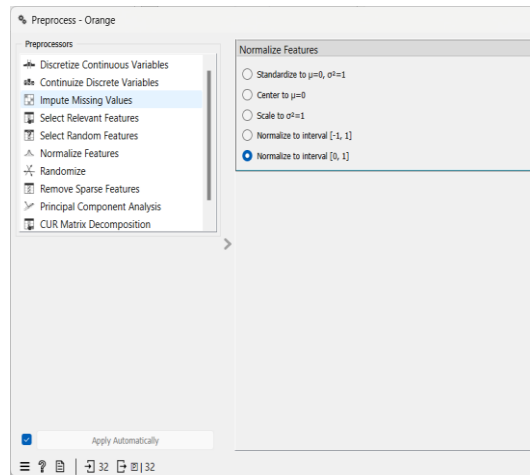 Preprocess - Orange
Preprocessors
Discretize Continuous Variables
Continuize Discrete Variables
Impute Missing Values
Select Relevant Features
Select Random Features
Normalize Features
Randomize
Remove Sparse Features
Principal Component Analysis
CUR Matrix Decomposition
Normalize Features
Standardize to μ=0, σ²=1
Center to μ=0
Scale to σ²=1
Normalize to interval [-1, 1]
Normalize to interval [0, 1]
Apply Automatically
32 | 32